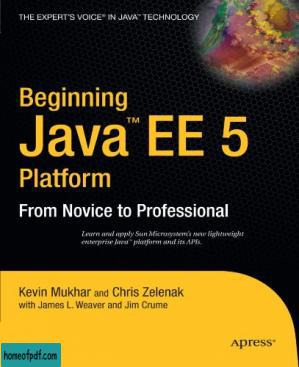 THE EXPERT'S VOICE® IN JAVA™ TECHNOLOGY
Beginning
Java™ EE 5
Platform
From Novice to Professional
Learn and apply Sun Microsystem's new lightweight
enterprise Java™ platform and its APIs.
Kevin Mukhar and Chris Zelenak
with James L. Weaver and Jim Crume
Apress®
homeofpdf.com